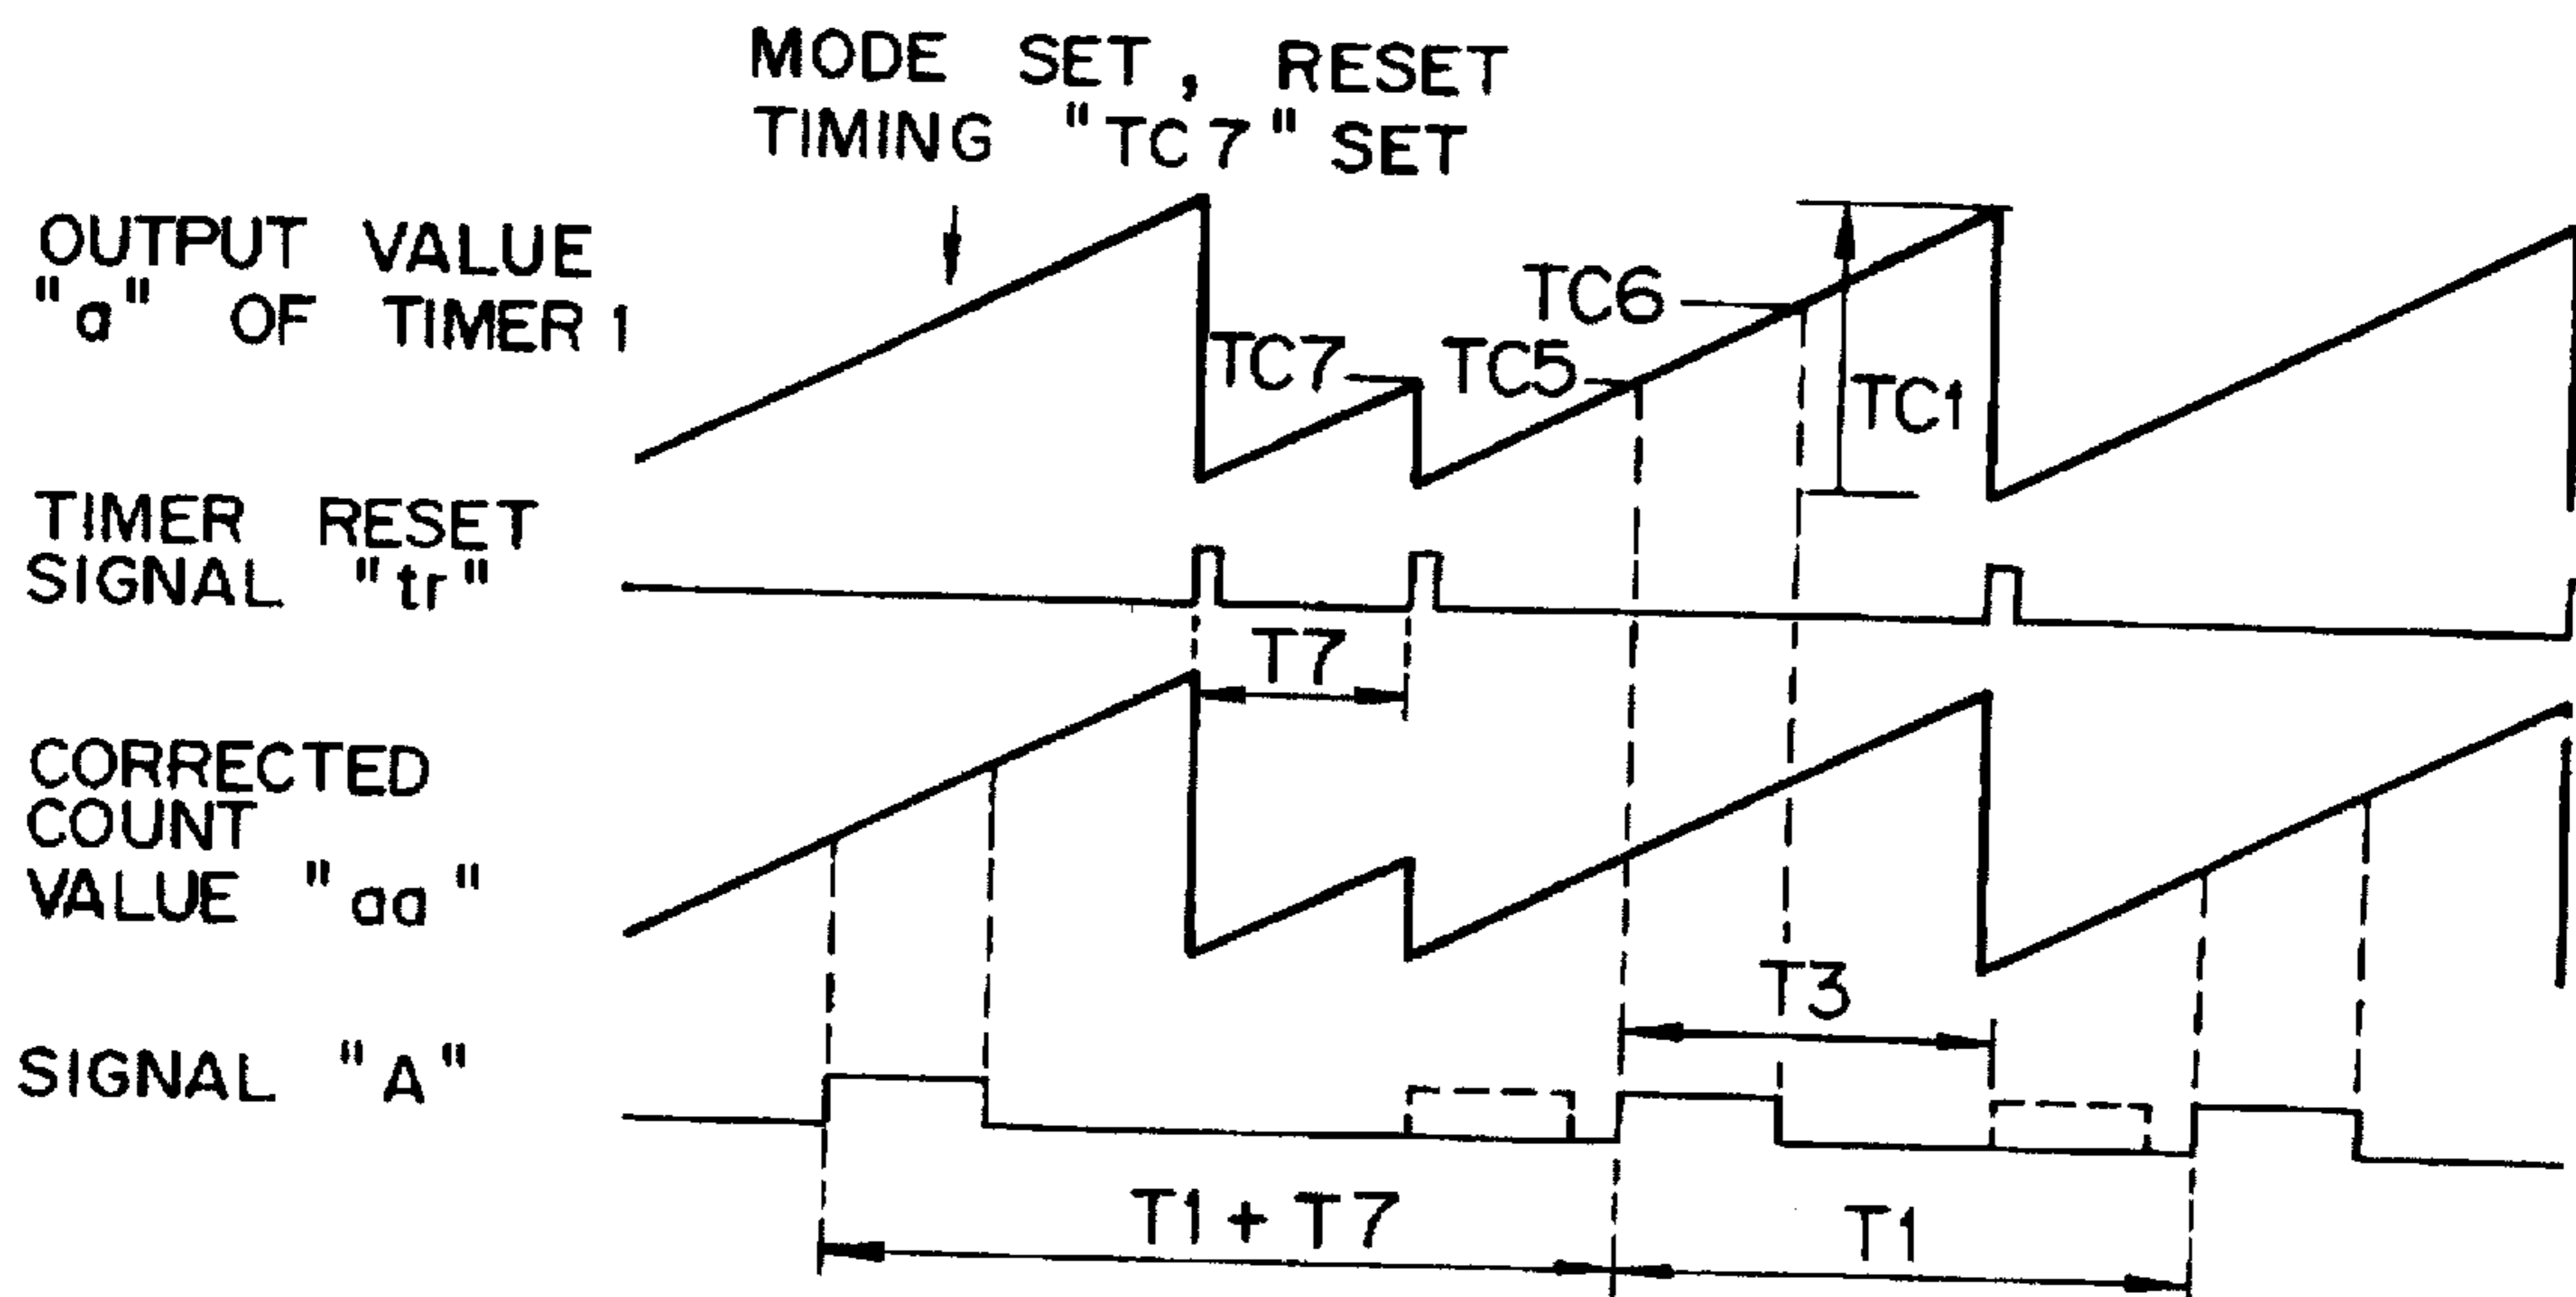 MODE SET, RESET
TIMING "TC7" SET
OUTPUT VALUE
"a" OF TIMER 1
TC6
TC7
TC5
TC1
TIMER RESET
SIGNAL "tr"
T7
CORRECTED
COUNT
VALUE "aa"
T3
SIGNAL "A"
T1 + T7
T1